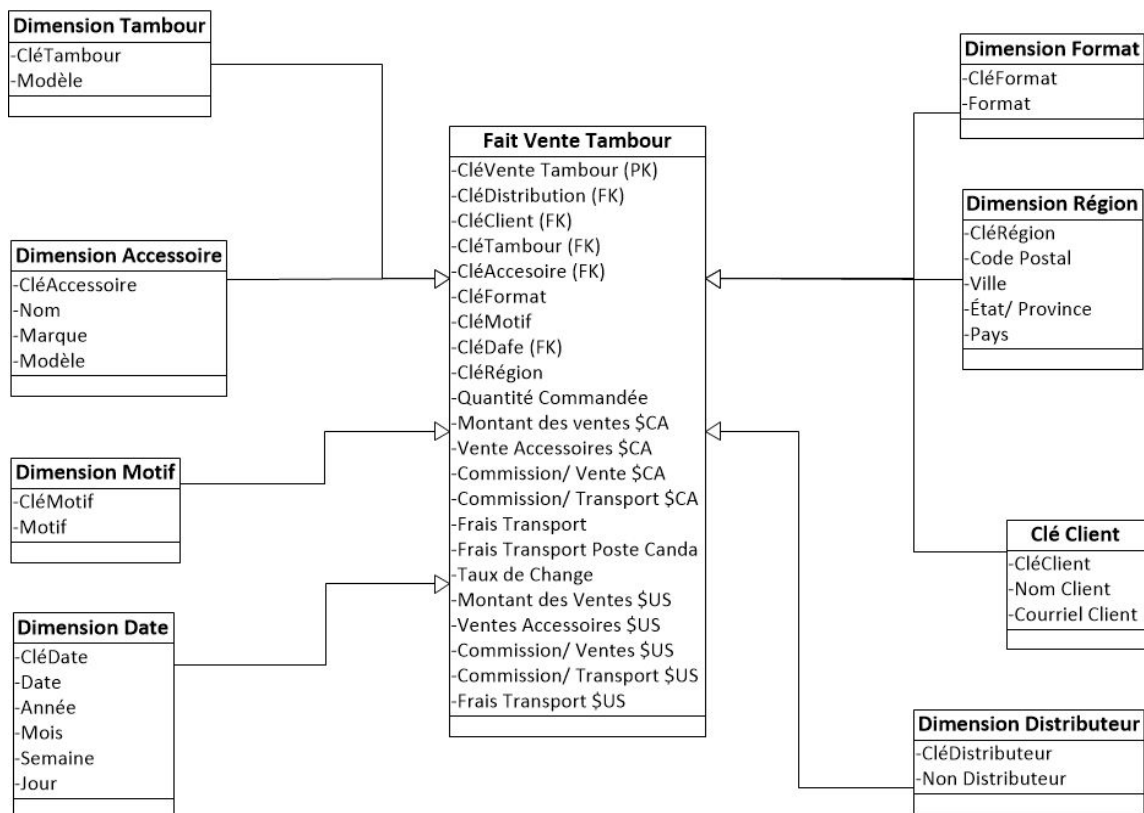 Dimension Tambour
-CléTambour
-Modèle
Dimension Accessoire
-CléAccessoire
-Nom
-Marque
-Modèle
Dimension Motif
-CléMotif
-Motif
Dimension Date
-CléDate
-Date
-Année
-Mois
-Semaine
-Jour
Fait Vente Tambour
-CléVente Tambour (PK)
-CléDistribution (FK)
-CléClient (FK)
-CléTambour (FK)
-CléAccesoire (FK)
-CléFormat
-CléMotif
-CléDafe (FK)
-CléRégion
-Quantité Commandée
-Montant des ventes $CA
-Vente Accessoires $CA
-Commission/ Vente $CA
-Commission/ Transport $CA
-Frais Transport
-Frais Transport Poste Canda
-Taux de Change
-Montant des Ventes $US
-Ventes Accessoires $US
-Commission/ Ventes $US
-Commission/ Transport $US
-Frais Transport $US
Dimension Format
-CléFormat
-Format
Dimension Région
-CléRégion
-Code Postal
-Ville
-État/ Province
-Pays
Clé Client
-CléClient
-Nom Client
-Courriel Client
Dimension Distributeur
-CléDistributeur
-Non Distributeur